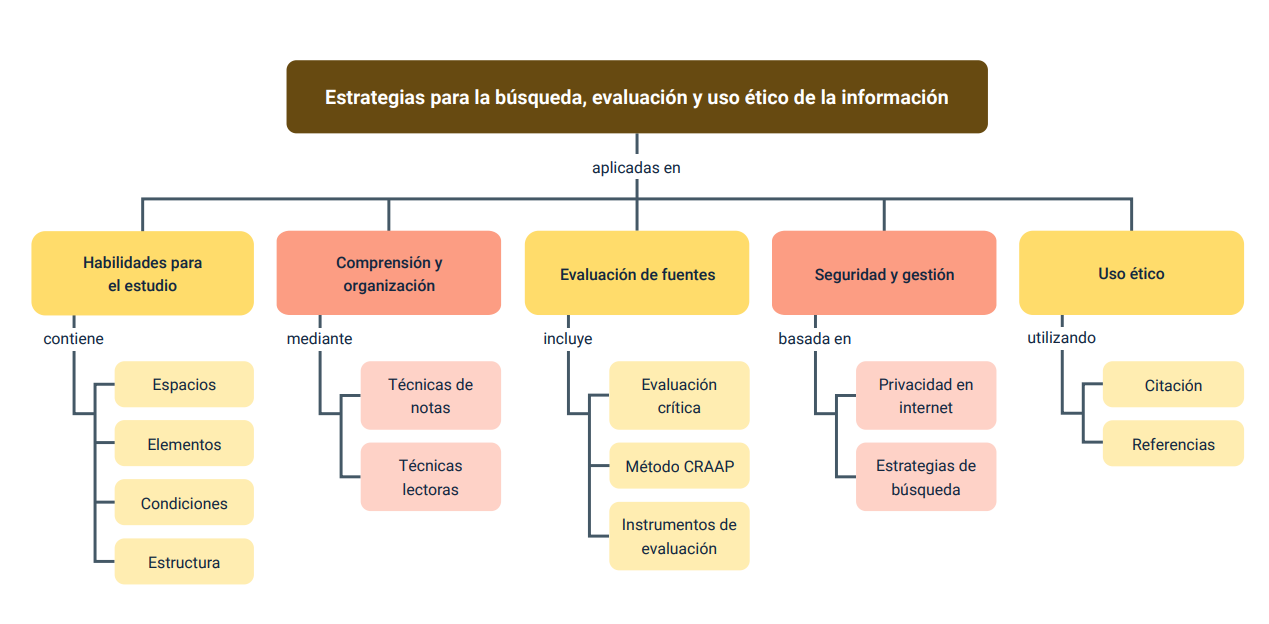 Estrategias para la búsqueda, evaluación y uso ético de la información
aplicadas en
Habilidades para
el estudio
contiene
Espacios
Elementos
Condiciones
Estructura
Comprensión y
organización
mediante
Técnicas de
notas
Técnicas
lectoras
Evaluación de fuentes
incluye
Evaluación
crítica
Método CRAAP
Instrumentos de
evaluación
Seguridad y gestión
basada en
Privacidad en
internet
Estrategias de
búsqueda
Uso ético
utilizando
Citación
Referencias